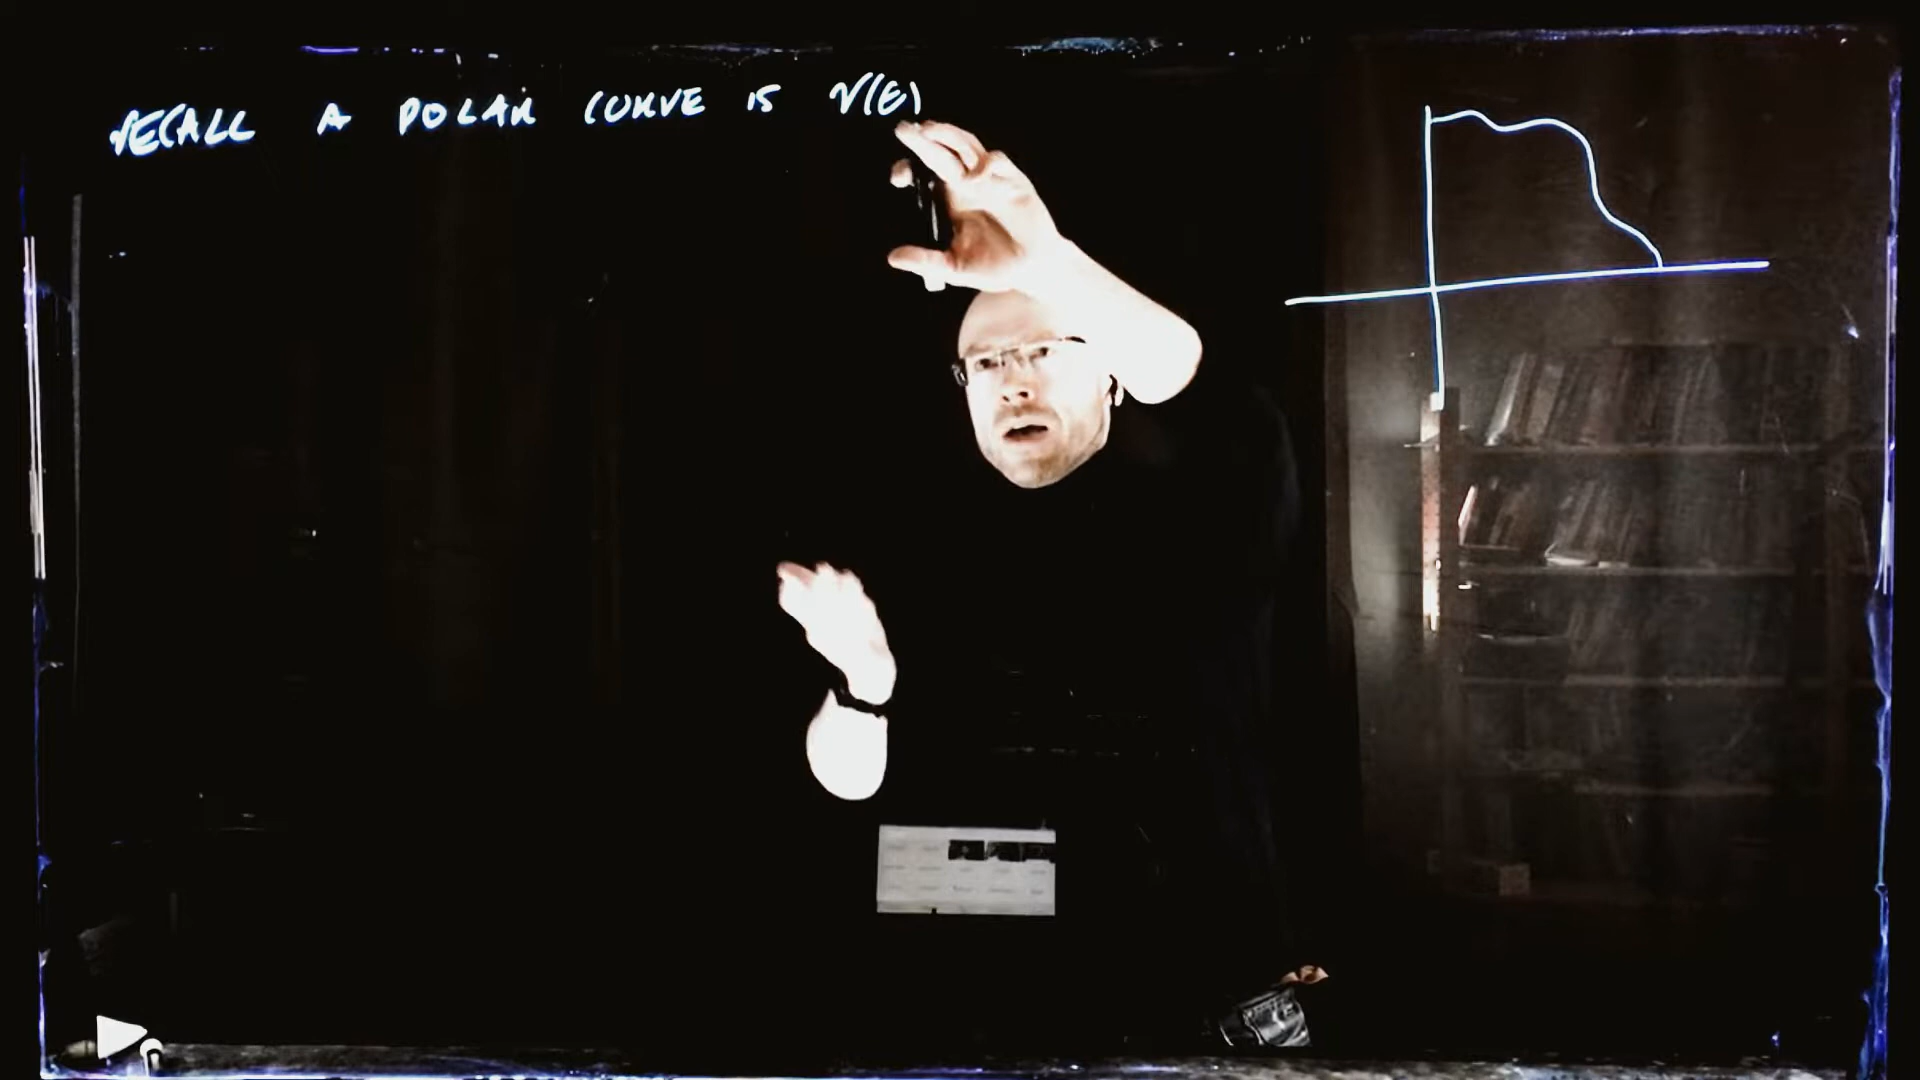 RECALL A POLAR CURVE IS r(θ)